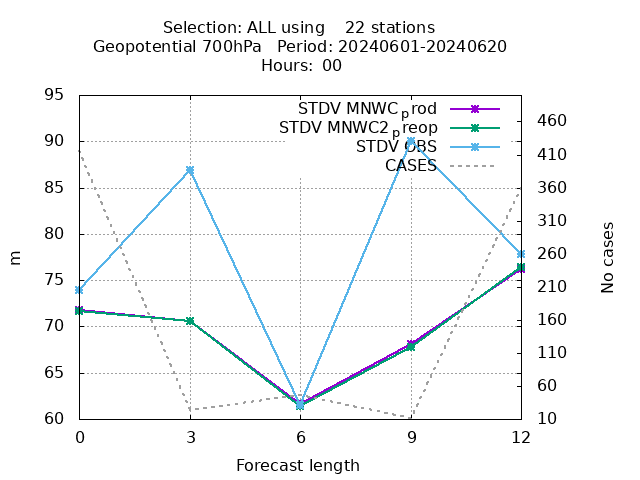 Selection: ALL using 22 stations
Geopotential 700hPa Period: 20240601-20240620
Hours: 00
STDV MNWC_prod
STDV MNWC2_preop
STDV OBS
CASES
95
90
85
80
75
70
65
60
m
460
410
360
310
260
210
160
110
60
10
No cases
0 3 6 9 12
Forecast length